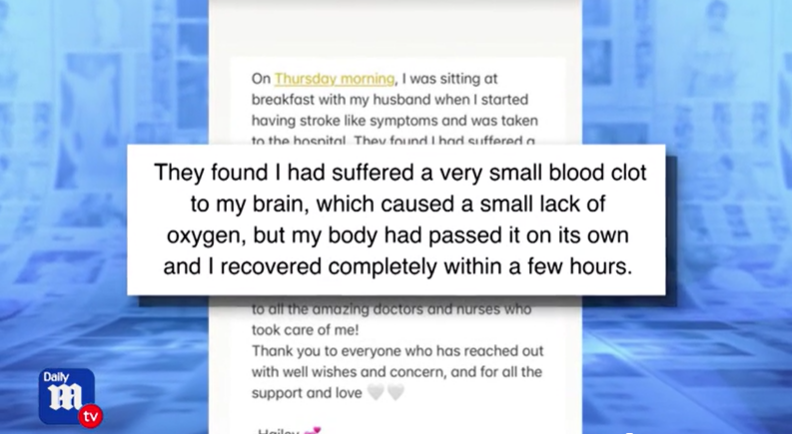 On Thursday morning, I was sitting at
breakfast with my husband when I started
having stroke like symptoms and was taken
to the hospital. They found I had suffered a
They found I had suffered a very small blood clot
to my brain, which caused a small lack of
oxygen, but my body had passed it on its own
and I recovered completely within a few hours.
to all the amazing doctors and nurses who
took care of me!
Thank you to everyone who has reached out
with well wishes and concern, and for all the
support and love 🤍🤍
Hailey 💕
Daily
M
tv